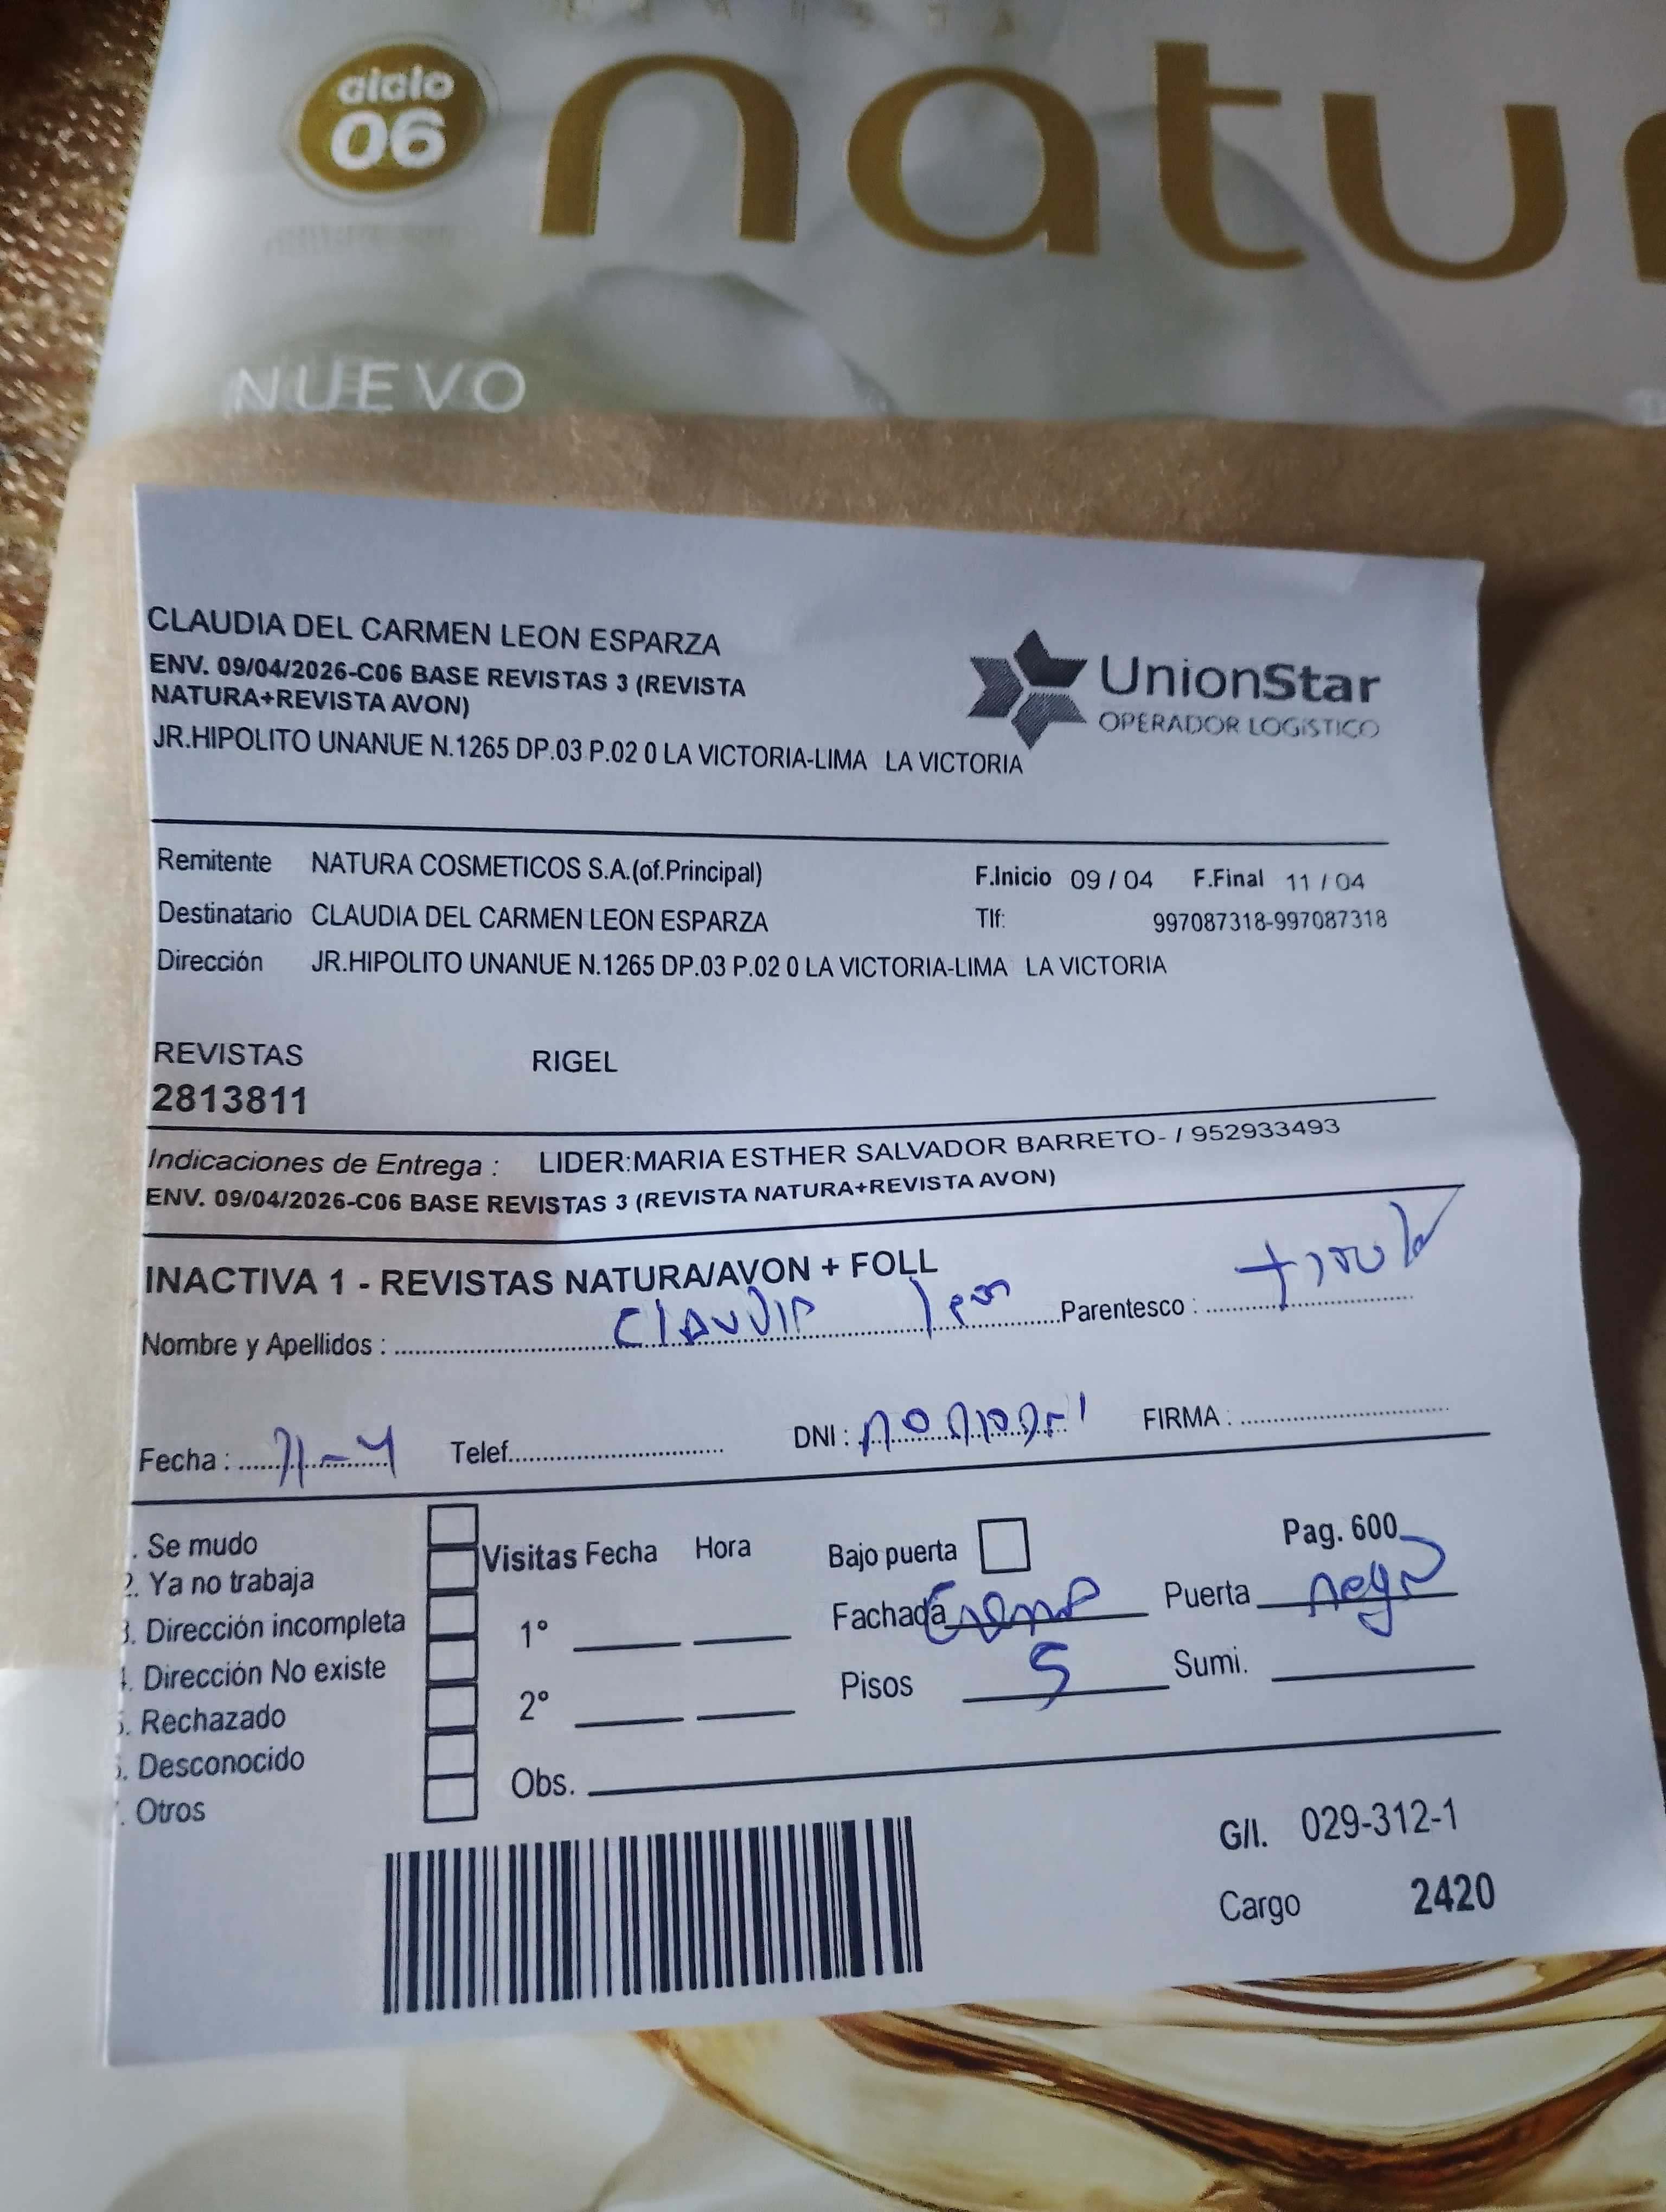 ciclo
06
natu
NUEVO
CLAUDIA DEL CARMEN LEON ESPARZA
ENV. 09/04/2026-C06 BASE REVISTAS 3 (REVISTA
NATURA+REVISTA AVON)
JR.HIPOLITO UNANUE N.1265 DP.03 P.02 0 LA VICTORIA-LIMA LA VICTORIA
UnionStar
OPERADOR LOGíSTICO
Remitente NATURA COSMETICOS S.A.(of.Principal) F.Inicio 09 / 04 F.Final 11 / 04
Destinatario CLAUDIA DEL CARMEN LEON ESPARZA Tlf: 997087318-997087318
Dirección JR.HIPOLITO UNANUE N.1265 DP.03 P.02 0 LA VICTORIA-LIMA LA VICTORIA
REVISTAS RIGEL
2813811
Indicaciones de Entrega : LIDER:MARIA ESTHER SALVADOR BARRETO- / 952933493
ENV. 09/04/2026-C06 BASE REVISTAS 3 (REVISTA NATURA+REVISTA AVON)
INACTIVA 1 - REVISTAS NATURA/AVON + FOLL
Nombre y Apellidos : Claudia leon Parentesco :
Fecha : 11-4 Telef. DNI : FIRMA :
. Se mudo
2. Ya no trabaja
3. Dirección incompleta
4. Dirección No existe
5. Rechazado
6. Desconocido
. Otros
Visitas Fecha Hora
1°
2°
Obs.
Bajo puerta Pag. 600
Fachada crema Puerta negro
Pisos 5 Sumi.
G/I. 029-312-1
Cargo 2420